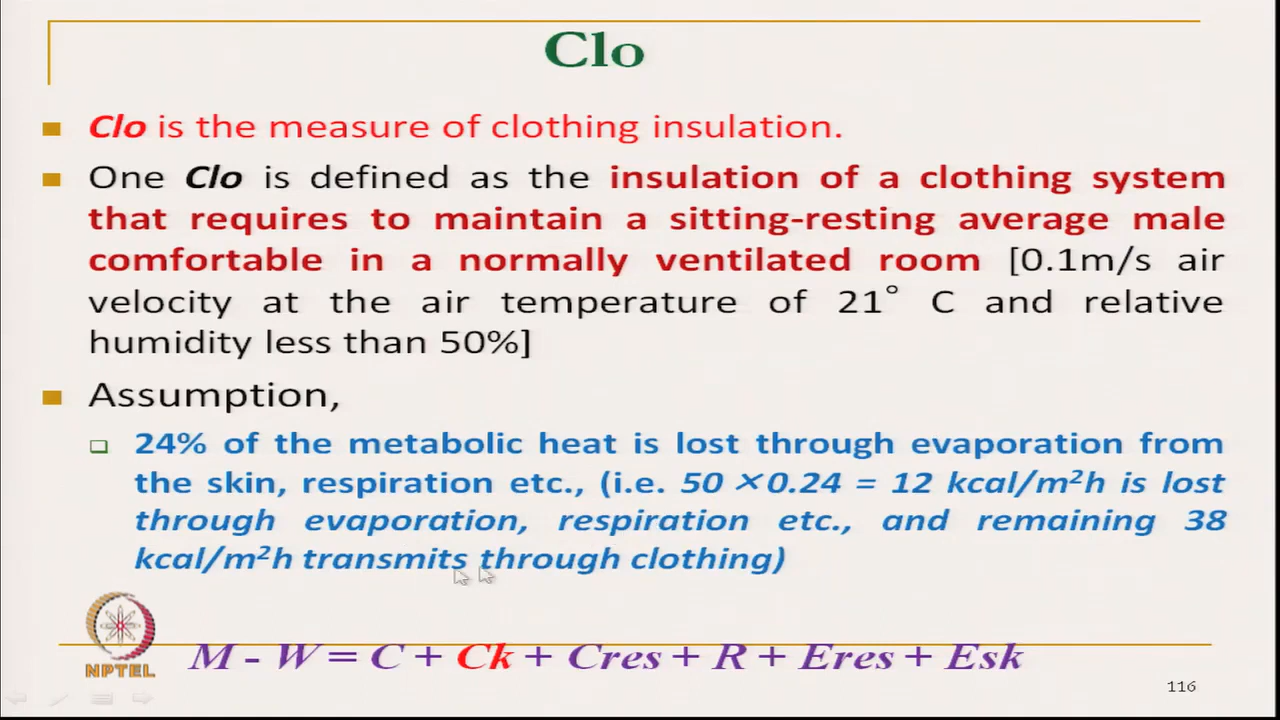 Clo
Clo is the measure of clothing insulation.
One Clo is defined as the insulation of a clothing system
that requires to maintain a sitting-resting average male
comfortable in a normally ventilated room [0.1m/s air
velocity at the air temperature of 21° C and relative
humidity less than 50%]
Assumption,
24% of the metabolic heat is lost through evaporation from
the skin, respiration etc., (i.e. 50 ×0.24 = 12 kcal/m²h is lost
through evaporation, respiration etc., and remaining 38
kcal/m²h transmits through clothing)
M - W = C + Ck + Cres + R + Eres + Esk
NPTEL
116